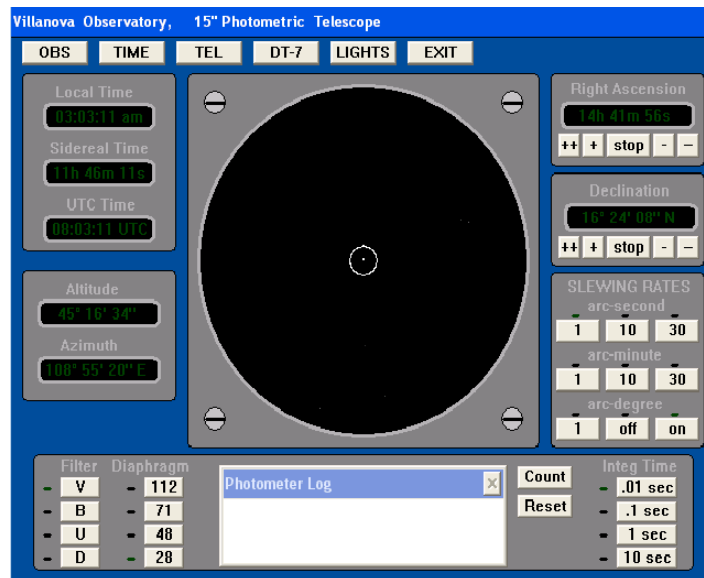 Villanova Observatory, 15" Photometric Telescope
OBS TIME TEL DT-7 LIGHTS EXIT
Local Time
03:03:11 am
Sidereal Time
11h 46m 11s
UTC Time
08:03:11 UTC
Altitude
45° 16' 34"
Azimuth
108° 55' 20" E
Right Ascension
14h 41m 56s
++ + stop - –
Declination
16° 24' 08" N
++ + stop - –
SLEWING RATES
arc-second
1 10 30
arc-minute
1 10 30
arc-degree
1 off on
Filter
V
B
U
D
Diaphragm
112
71
48
28
Photometer Log x
Count
Reset
Integ Time
.01 sec
.1 sec
1 sec
10 sec